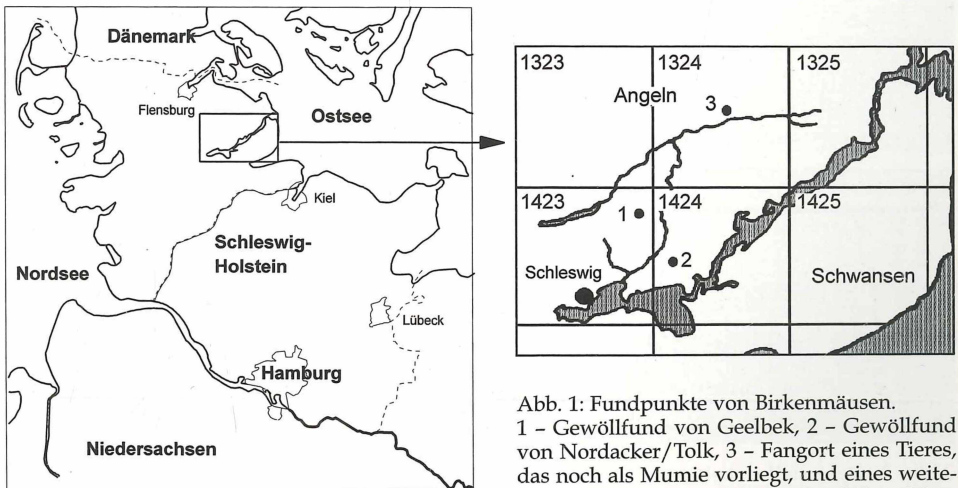 Dänemark
Flensburg
Ostsee
Kiel
Schleswig-
Holstein
Nordsee
Lübeck
Hamburg
Niedersachsen
1323
1324
1325
Angeln
3
1423
1424
1425
1
2
Schleswig
Schwansen
Abb. 1: Fundpunkte von Birkenmäusen.
1 – Gewöllfund von Geelbek, 2 – Gewöllfund
von Nordacker/Tolk, 3 – Fangort eines Tieres,
das noch als Mumie vorliegt, und eines weite-